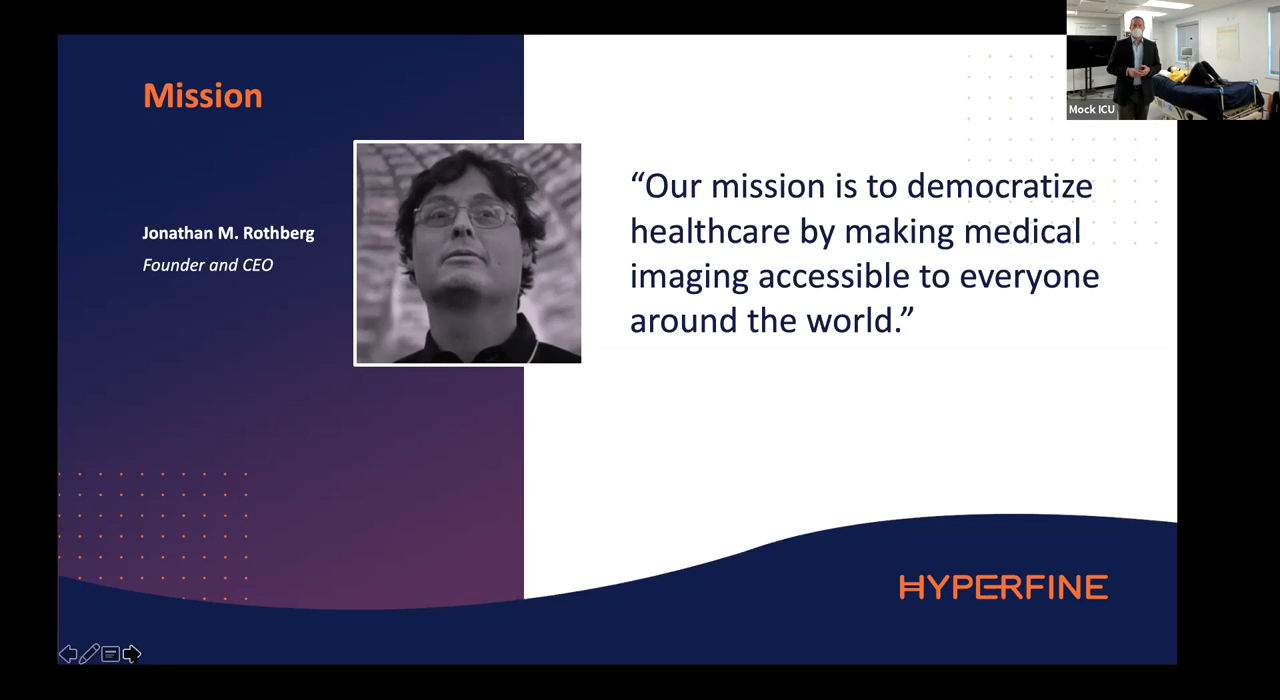 Mission
Jonathan M. Rothberg
Founder and CEO
“Our mission is to democratize
healthcare by making medical
imaging accessible to everyone
around the world.”
HYPERFINE
Mock ICU